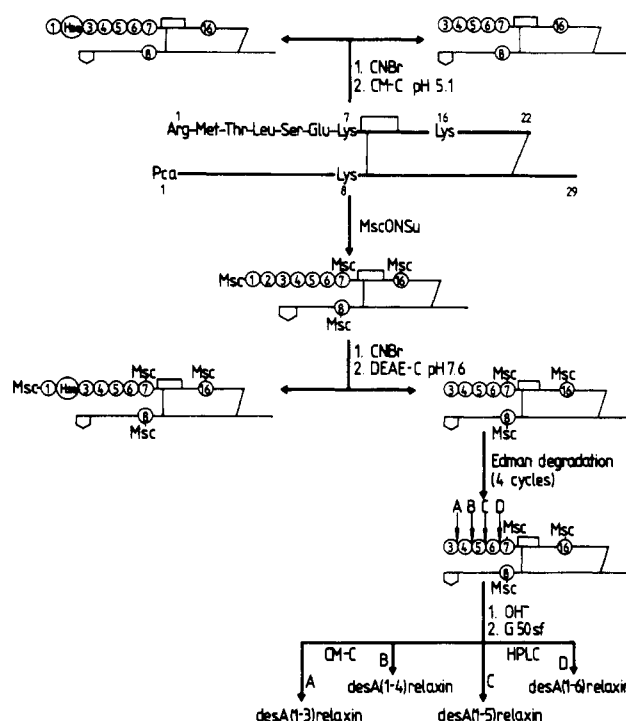 1 Hse 3 4 5 6 7 16
8
3 4 5 6 7 16
8
1. CNBr
2. CM-C pH 5.1
1 7 16 22
Arg-Met-Thr-Leu-Ser-Glu-Lys Lys
Pca Lys
1 8 29
MscONSu
Msc Msc
Msc 1 2 3 4 5 6 7 16
8
Msc
1. CNBr
2. DEAE-C pH 7.6
Msc Msc
Msc 1 3 4 5 6 7 16
8
Msc
Msc Msc
3 4 5 6 7 16
8
Msc
Edman degradation
(4 cycles)
A B C D
Msc Msc
3 4 5 6 7 16
8
Msc
1. OH⁻
2. G50sf
CM-C HPLC
A B C D
desA(1-4)relaxin desA(1-6)relaxin
desA(1-3)relaxin desA(1-5)relaxin